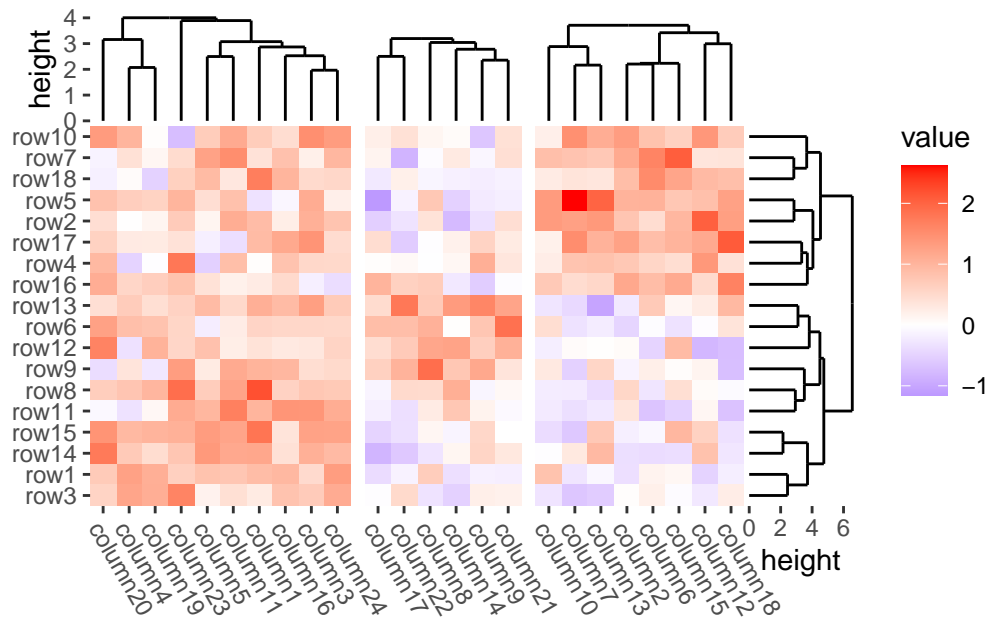 4
3
2
1
0
height
row10
row7
row18
row5
row2
row17
row4
row16
row13
row6
row12
row9
row8
row11
row15
row14
row1
row3
column20
column4
column19
column23
column5
column11
column1
column16
column3
column24
column17
column22
column8
column14
column9
column21
column10
column7
column13
column2
column6
column15
column12
column18
0 2 4 6
height
value
2
1
0
−1